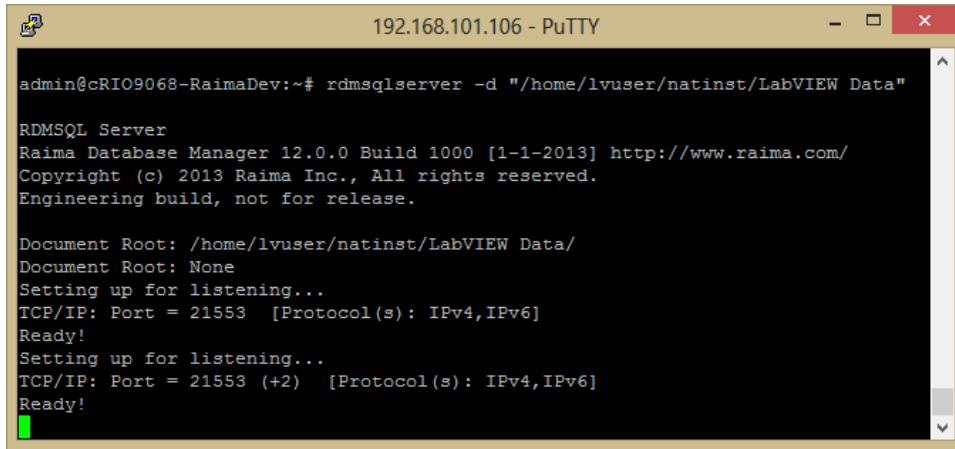 192.168.101.106 - PuTTY
admin@cRIO9068-RaimaDev:~# rdmsqlserver -d "/home/lvuser/natinst/LabVIEW Data"
RDMSQL Server
Raima Database Manager 12.0.0 Build 1000 [1-1-2013] http://www.raima.com/
Copyright (c) 2013 Raima Inc., All rights reserved.
Engineering build, not for release.
Document Root: /home/lvuser/natinst/LabVIEW Data/
Document Root: None
Setting up for listening...
TCP/IP: Port = 21553  [Protocol(s): IPv4,IPv6]
Ready!
Setting up for listening...
TCP/IP: Port = 21553 (+2)  [Protocol(s): IPv4,IPv6]
Ready!